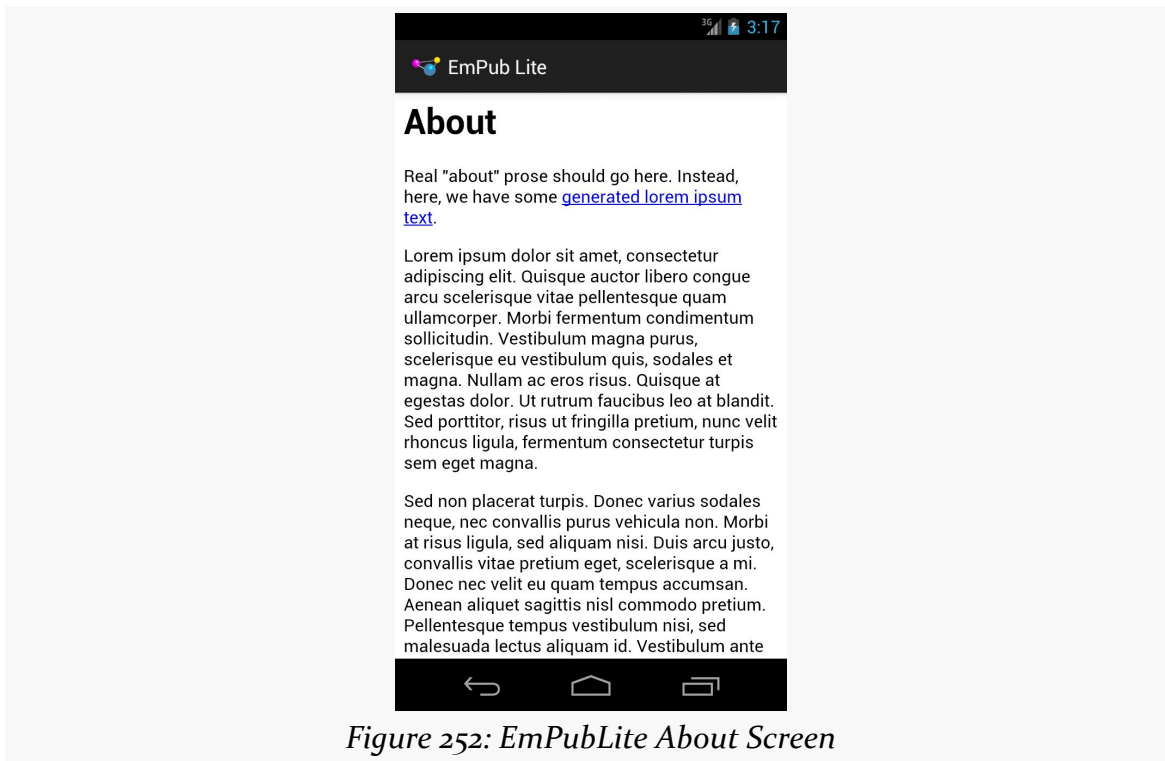 3G 3:17
EmPub Lite
About
Real "about" prose should go here. Instead,
here, we have some generated lorem ipsum
text.
Lorem ipsum dolor sit amet, consectetur
adipiscing elit. Quisque auctor libero congue
arcu scelerisque vitae pellentesque quam
ullamcorper. Morbi fermentum condimentum
sollicitudin. Vestibulum magna purus,
scelerisque eu vestibulum quis, sodales et
magna. Nullam ac eros risus. Quisque at
egestas dolor. Ut rutrum faucibus leo at blandit.
Sed porttitor, risus ut fringilla pretium, nunc velit
rhoncus ligula, fermentum consectetur turpis
sem eget magna.
Sed non placerat turpis. Donec varius sodales
neque, nec convallis purus vehicula non. Morbi
at risus ligula, sed aliquam nisi. Duis arcu justo,
convallis vitae pretium eget, scelerisque a mi.
Donec nec velit eu quam tempus accumsan.
Aenean aliquet sagittis nisl commodo pretium.
Pellentesque tempus vestibulum nisi, sed
malesuada lectus aliquam id. Vestibulum ante
Figure 252: EmPubLite About Screen